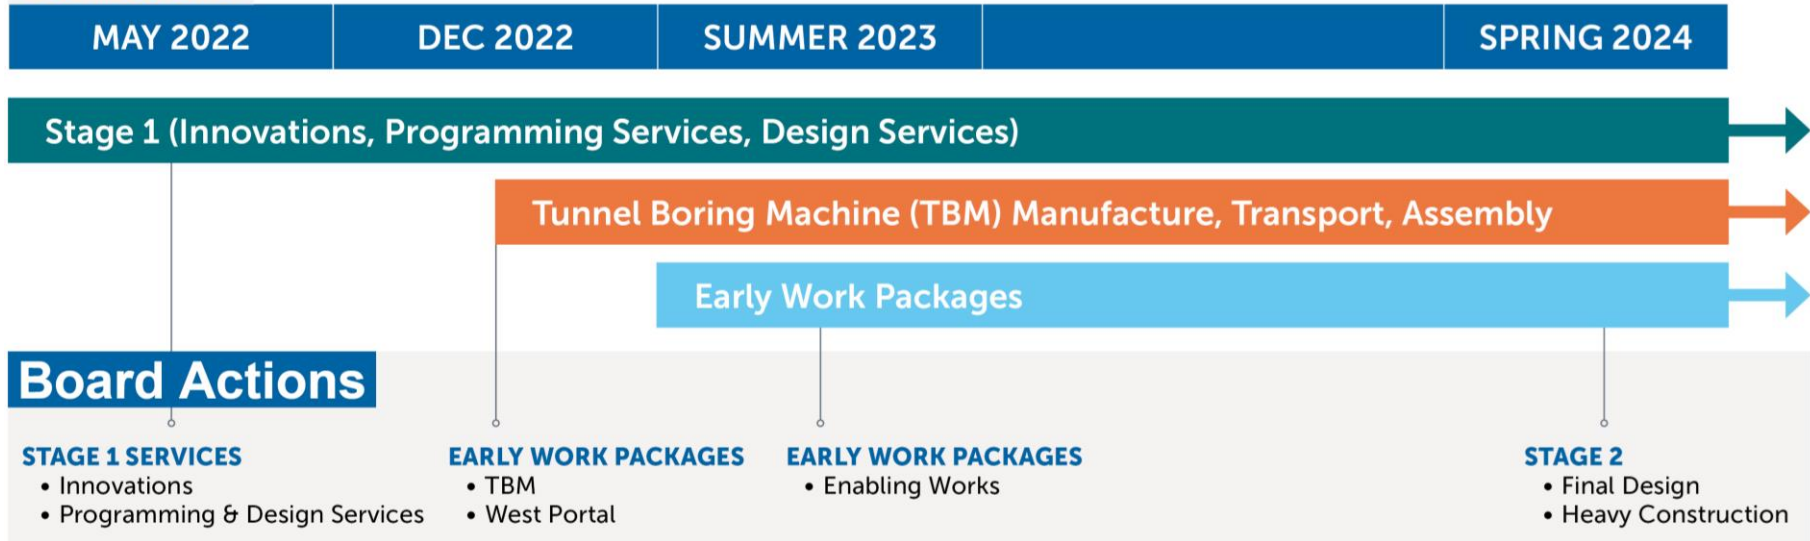 MAY 2022
DEC 2022
SUMMER 2023
SPRING 2024
Stage 1 (Innovations, Programming Services, Design Services)
Tunnel Boring Machine (TBM) Manufacture, Transport, Assembly
Early Work Packages
Board Actions
STAGE 1 SERVICES
• Innovations
• Programming & Design Services
EARLY WORK PACKAGES
• TBM
• West Portal
EARLY WORK PACKAGES
• Enabling Works
STAGE 2
• Final Design
• Heavy Construction